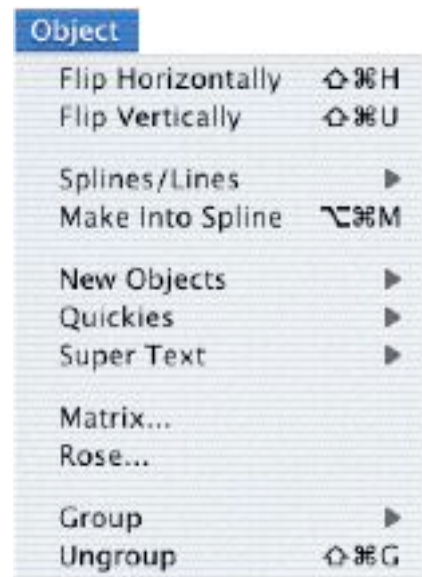 Object
Flip Horizontally ⇧⌘H
Flip Vertically ⇧⌘U
Splines/Lines ▶
Make Into Spline ⌥⌘M
New Objects ▶
Quickies ▶
Super Text ▶
Matrix...
Rose...
Group ▶
Ungroup ⇧⌘G